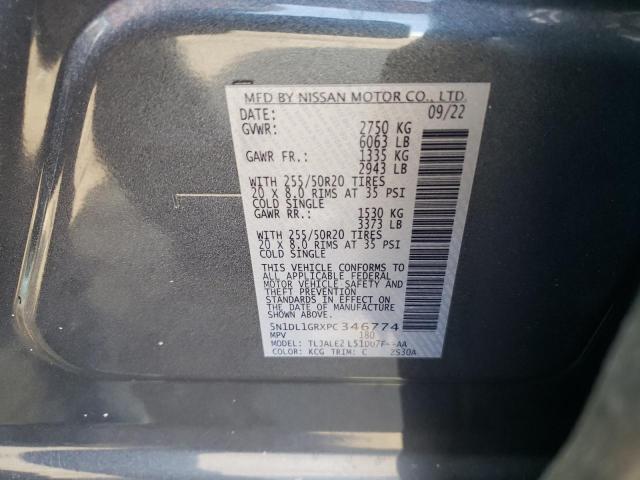 MFD BY NISSAN MOTOR CO., LTD.
DATE: 09/22
GVWR: 2750 KG
6063 LB
GAWR FR.: 1335 KG
2943 LB
WITH 255/50R20 TIRES
20 X 8.0 RIMS AT 35 PSI
COLD SINGLE
GAWR RR.: 1530 KG
3373 LB
WITH 255/50R20 TIRES
20 X 8.0 RIMS AT 35 PSI
COLD SINGLE
THIS VEHICLE CONFORMS TO
ALL APPLICABLE FEDERAL
MOTOR VEHICLE SAFETY AND
THEFT PREVENTION
STANDARDS IN EFFECT ON
THE DATE OF MANUFACTURE
SHOWN ABOVE.
5N1DL1GRXPC346774
MPV 180
MODEL:
COLOR: KCG TRIM: C 2S30A